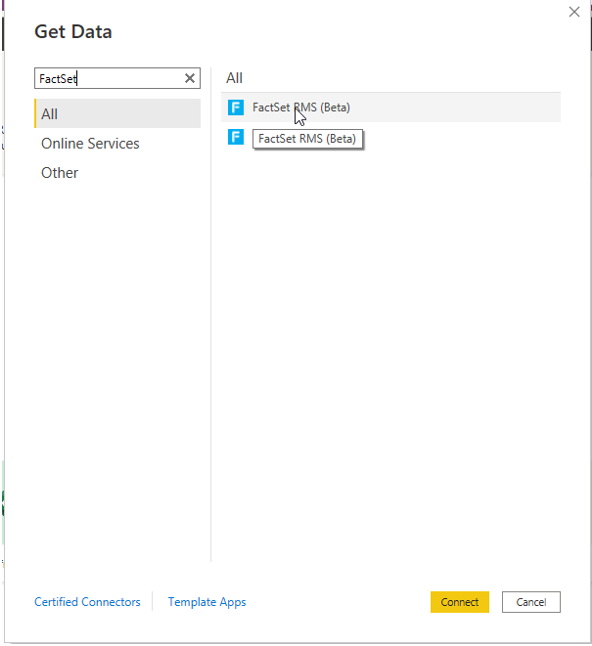 Get Data
FactSet
All
Online Services
Other
All
F FactSet RMS (Beta)
F FactSet RMS (Beta)
Certified Connectors
Template Apps
Connect
Cancel